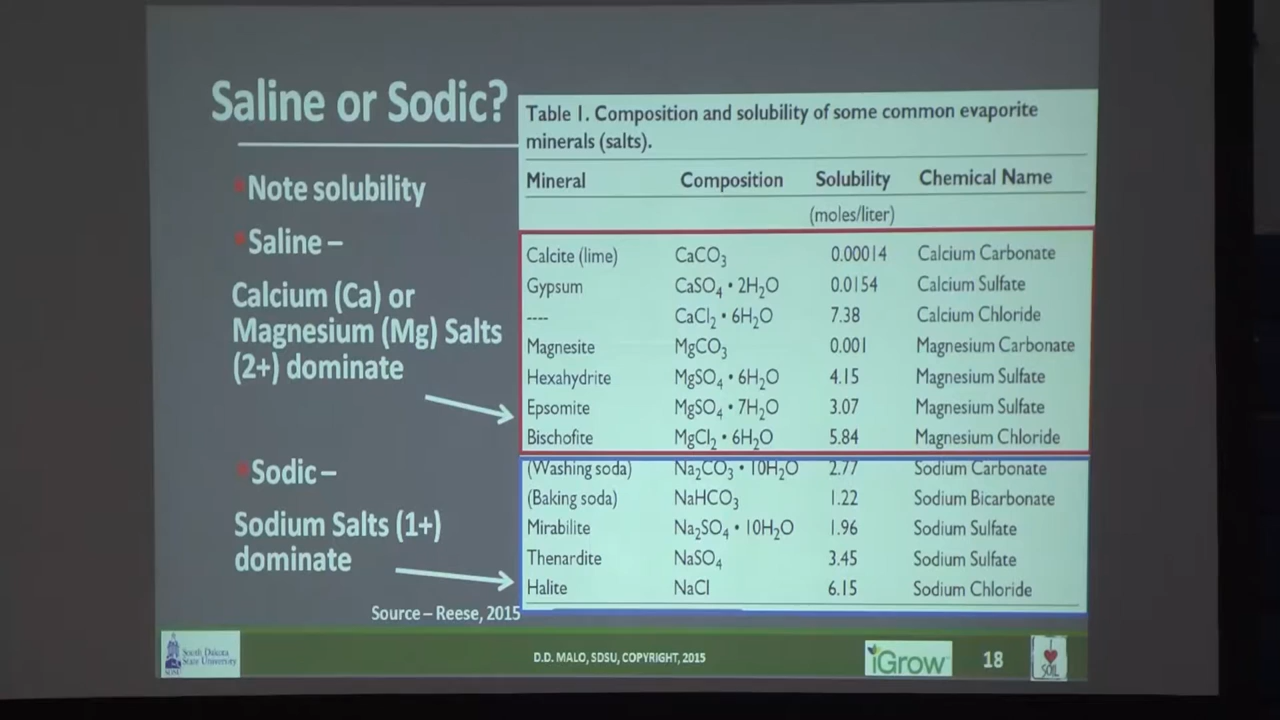 Saline or Sodic?
Note solubility
Saline –
Calcium (Ca) or
Magnesium (Mg) Salts
(2+) dominate
Sodic –
Sodium Salts (1+)
dominate
Source – Reese, 2015
Table 1. Composition and solubility of some common evaporite
minerals (salts).
Mineral Composition Solubility Chemical Name
(moles/liter)
Calcite (lime) CaCO₃ 0.00014 Calcium Carbonate
Gypsum CaSO₄ • 2H₂O 0.0154 Calcium Sulfate
---- CaCl₂ • 6H₂O 7.38 Calcium Chloride
Magnesite MgCO₃ 0.001 Magnesium Carbonate
Hexahydrite MgSO₄ • 6H₂O 4.15 Magnesium Sulfate
Epsomite MgSO₄ • 7H₂O 3.07 Magnesium Sulfate
Bischofite MgCl₂ • 6H₂O 5.84 Magnesium Chloride
(Washing soda) Na₂CO₃ • 10H₂O 2.77 Sodium Carbonate
(Baking soda) NaHCO₃ 1.22 Sodium Bicarbonate
Mirabilite Na₂SO₄ • 10H₂O 1.96 Sodium Sulfate
Thenardite NaSO₄ 3.45 Sodium Sulfate
Halite NaCl 6.15 Sodium Chloride
South Dakota
State University
SDSU
D.D. MALO, SDSU, COPYRIGHT, 2015
iGrow
18
I
SOIL